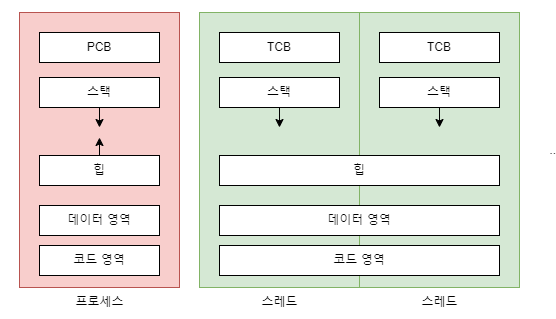 PCB
스택
힙
데이터 영역
코드 영역
프로세스
TCB
TCB
스택
스택
힙
데이터 영역
코드 영역
스레드
스레드
..